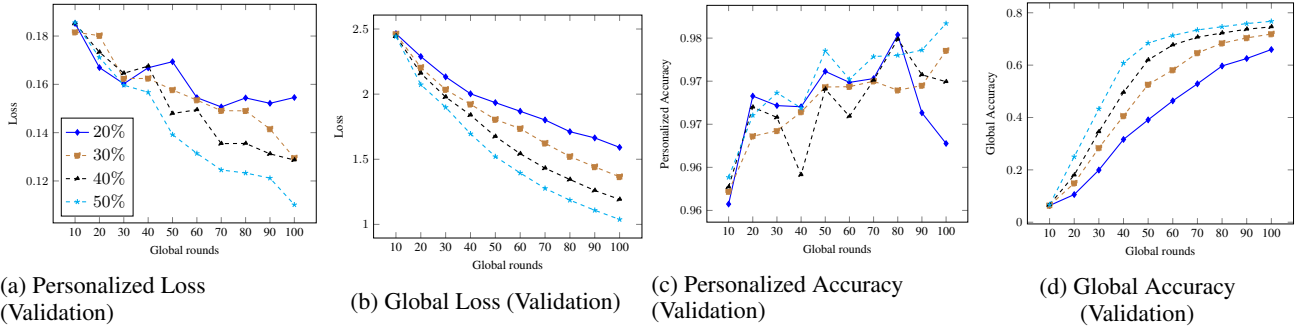 0.18
0.16
0.14
0.12
Loss
20%
30%
40%
50%
10 20 30 40 50 60 70 80 90 100
Global rounds
(a) Personalized Loss
(Validation)
2.5
2
1.5
1
Loss
10 20 30 40 50 60 70 80 90 100
Global rounds
(b) Global Loss (Validation)
0.98
0.97
0.97
0.96
0.96
Personalized Accuracy
10 20 30 40 50 60 70 80 90 100
Global rounds
(c) Personalized Accuracy
(Validation)
0.8
0.6
0.4
0.2
0
Global Accuracy
10 20 30 40 50 60 70 80 90 100
Global rounds
(d) Global Accuracy
(Validation)